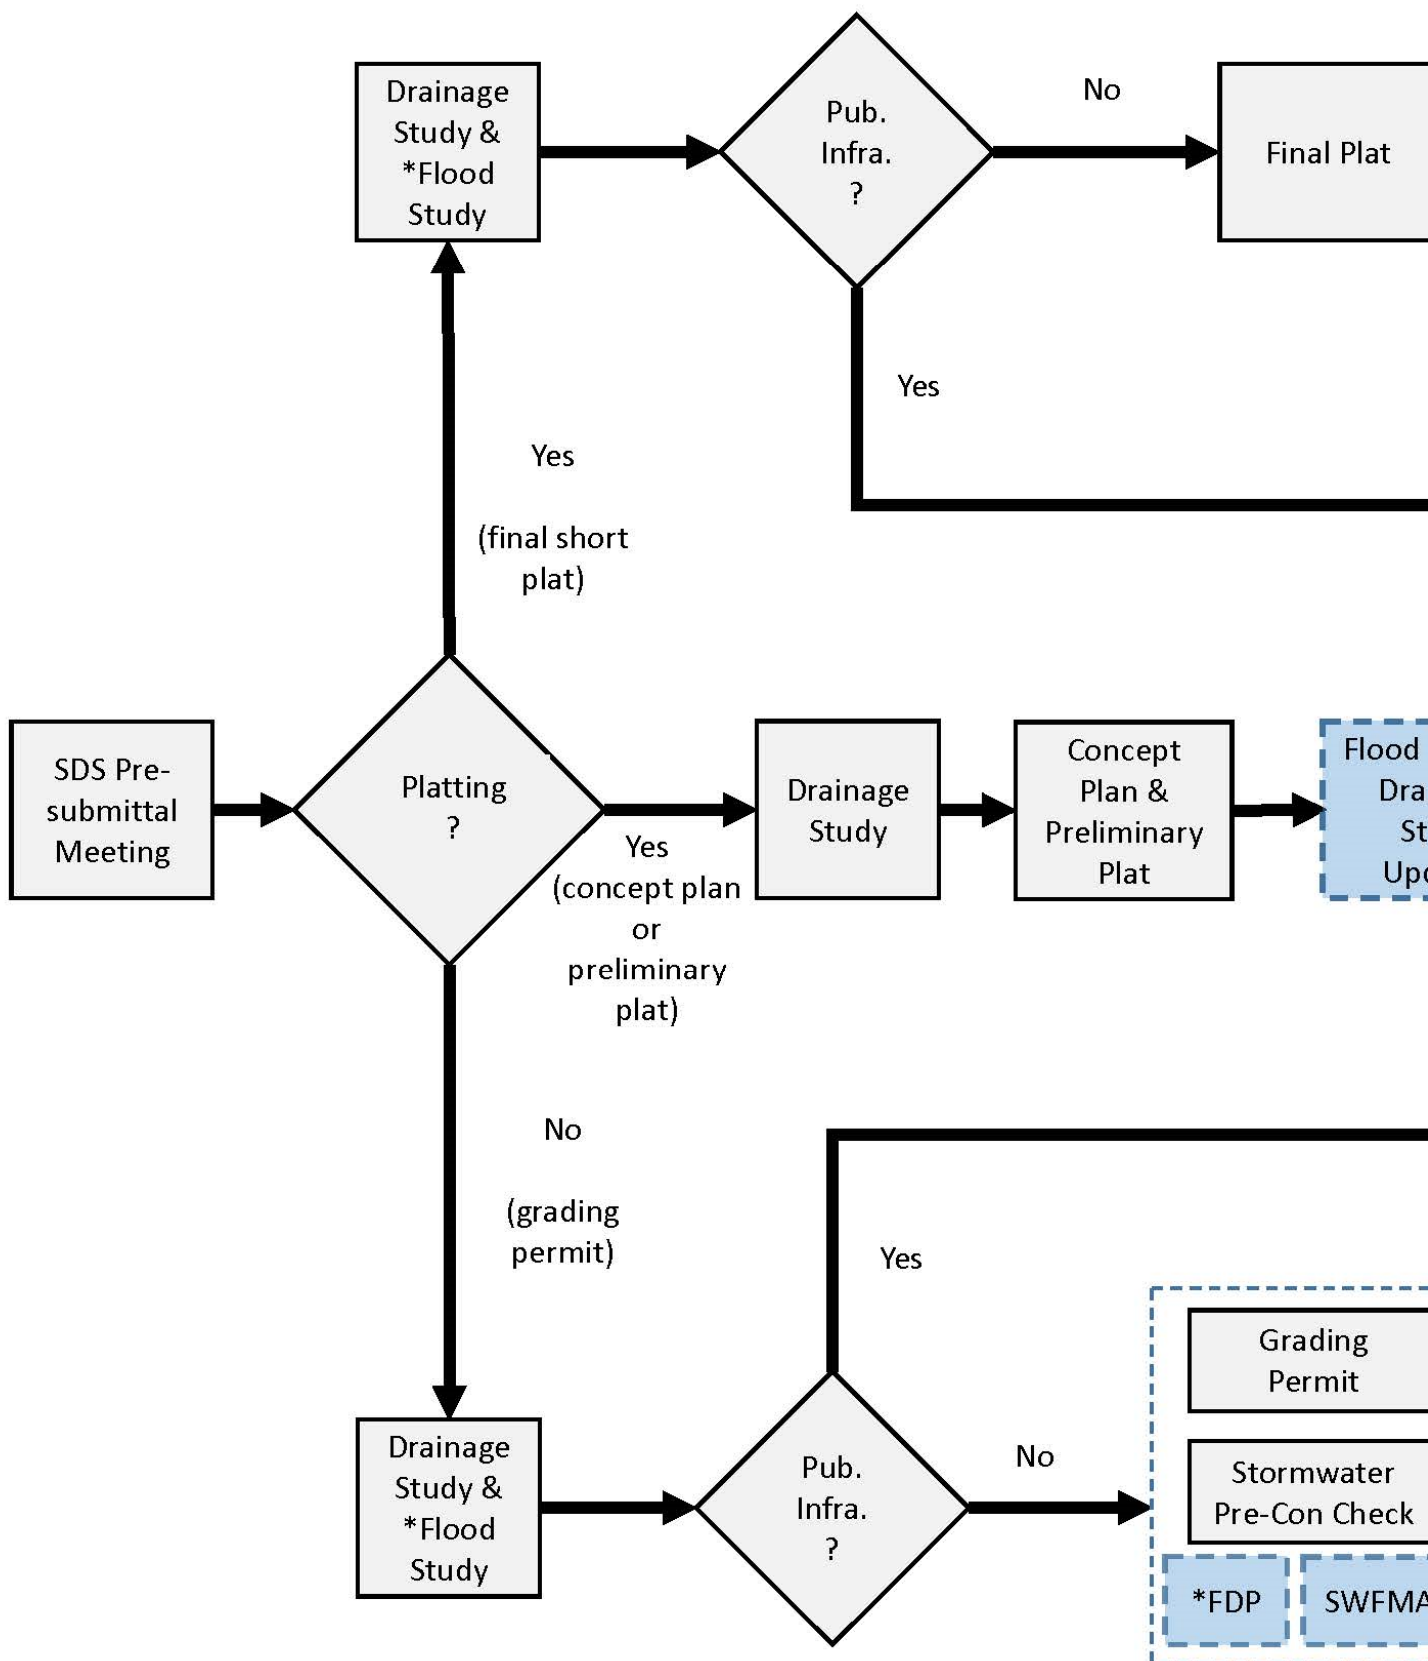 Drainage
Study &
*Flood
Study
Pub.
Infra.
?
No
Final Plat
Yes
Yes
(final short
plat)
SDS Pre-
submittal
Meeting
Platting
?
Yes
(concept plan
or
preliminary
plat)
Drainage
Study
Concept
Plan &
Preliminary
Plat
Flood
No
(grading
permit)
Drainage
Study &
*Flood
Study
Pub.
Infra.
?
Yes
No
Grading
Permit
Stormwater
Pre-Con Check
*FDP
SWFMA